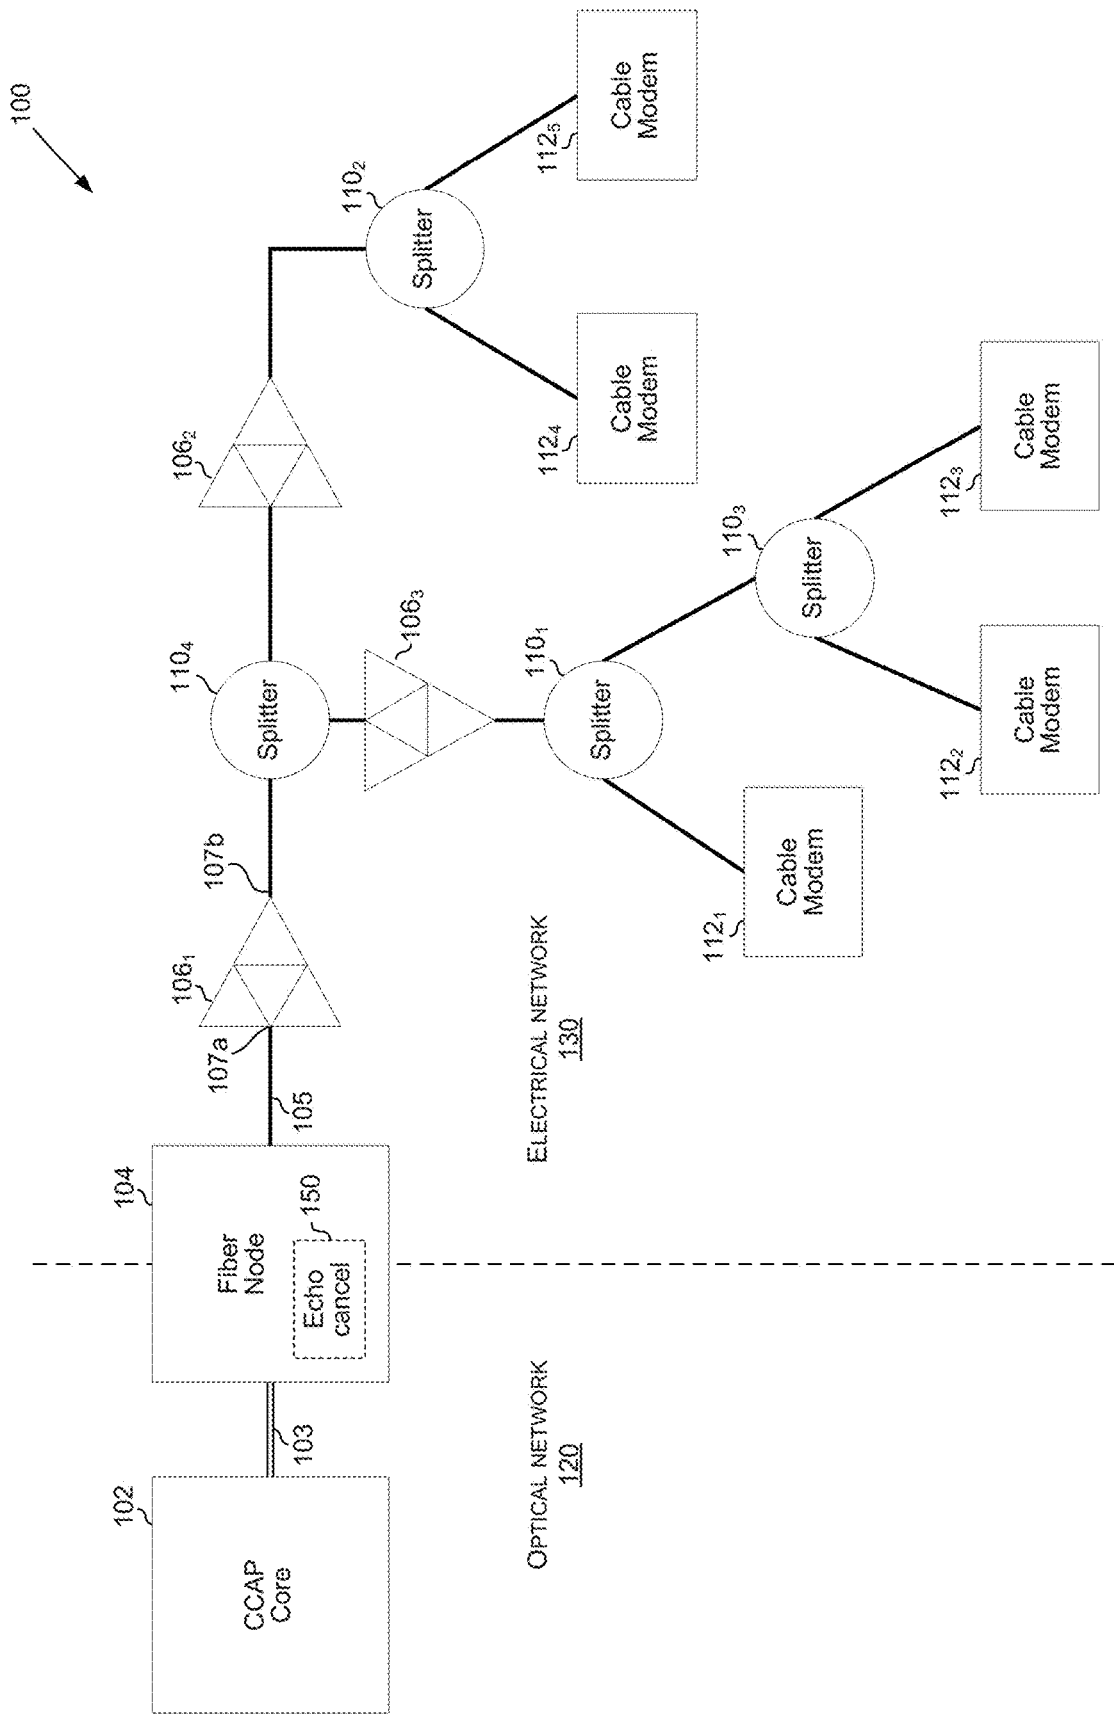 100
102
CCAP
Core
103
104
Fiber
Node
Echo
cancel
150
105
107a
106₁
107b
110₄
Splitter
106₂
106₃
110₂
Splitter
110₁
Splitter
110₃
Splitter
112₁
Cable
Modem
112₂
Cable
Modem
112₃
Cable
Modem
112₄
Cable
Modem
112₅
Cable
Modem
OPTICAL NETWORK
120
ELECTRICAL NETWORK
130